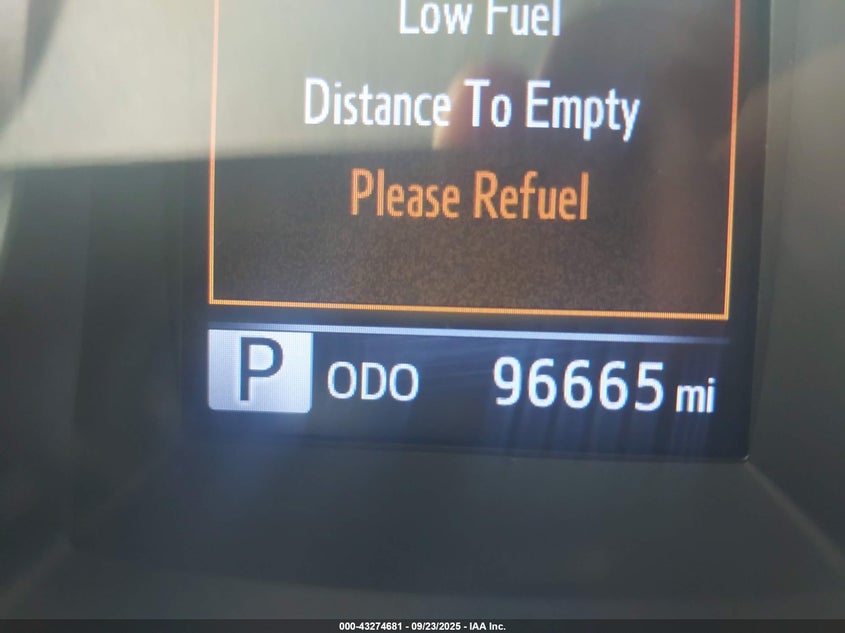 Low Fuel
Distance To Empty
Please Refuel
P ODO 96665 mi
000-43274681 - 09/23/2025 - IAA Inc.